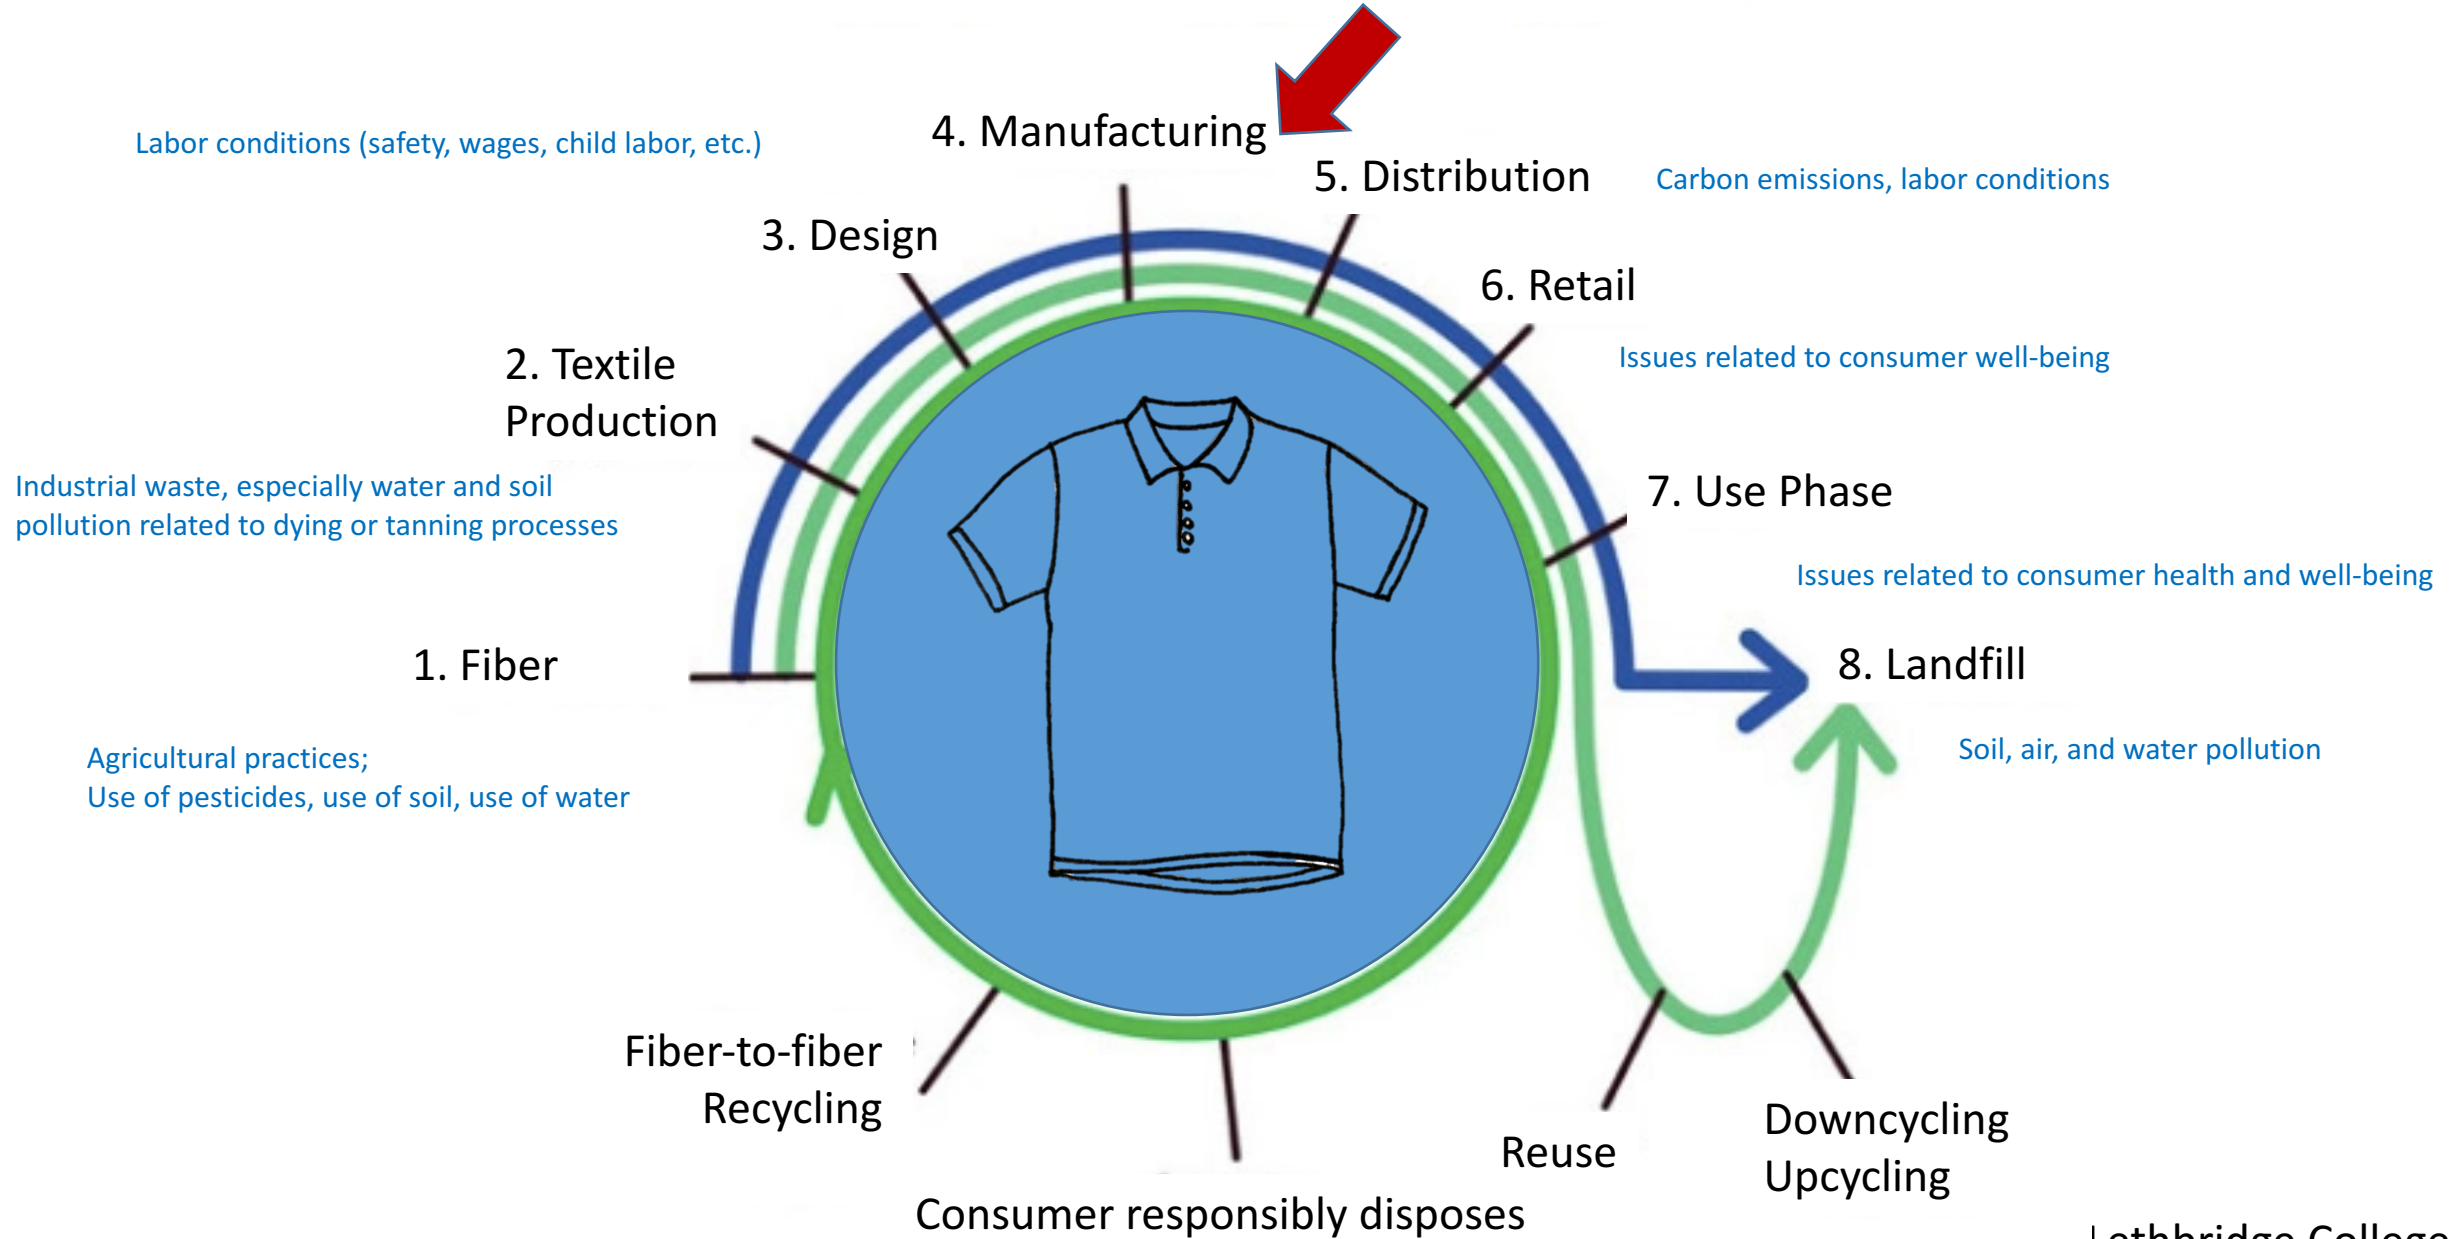 4. Manufacturing
Labor conditions (safety, wages, child labor, etc.)
5. Distribution
Carbon emissions, labor conditions
3. Design
6. Retail
Issues related to consumer well-being
2. Textile
Production
Industrial waste, especially water and soil
pollution related to dying or tanning processes
7. Use Phase
Issues related to consumer health and well-being
1. Fiber
8. Landfill
Agricultural practices;
Use of pesticides, use of soil, use of water
Soil, air, and water pollution
Fiber-to-fiber
Recycling
Reuse
Downcycling
Upcycling
Consumer responsibly disposes
Lethbridge College